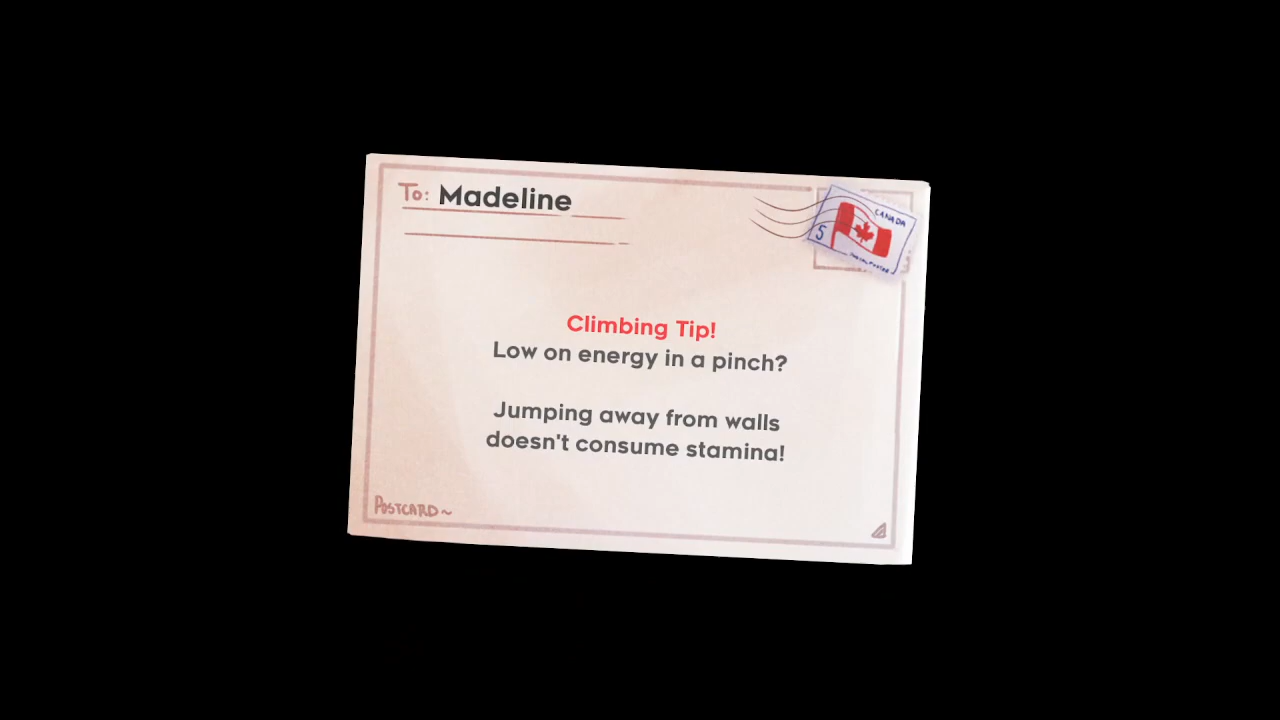 To: Madeline
CANADA
5
Climbing Tip!
Low on energy in a pinch?
Jumping away from walls
doesn't consume stamina!
POSTCARD~